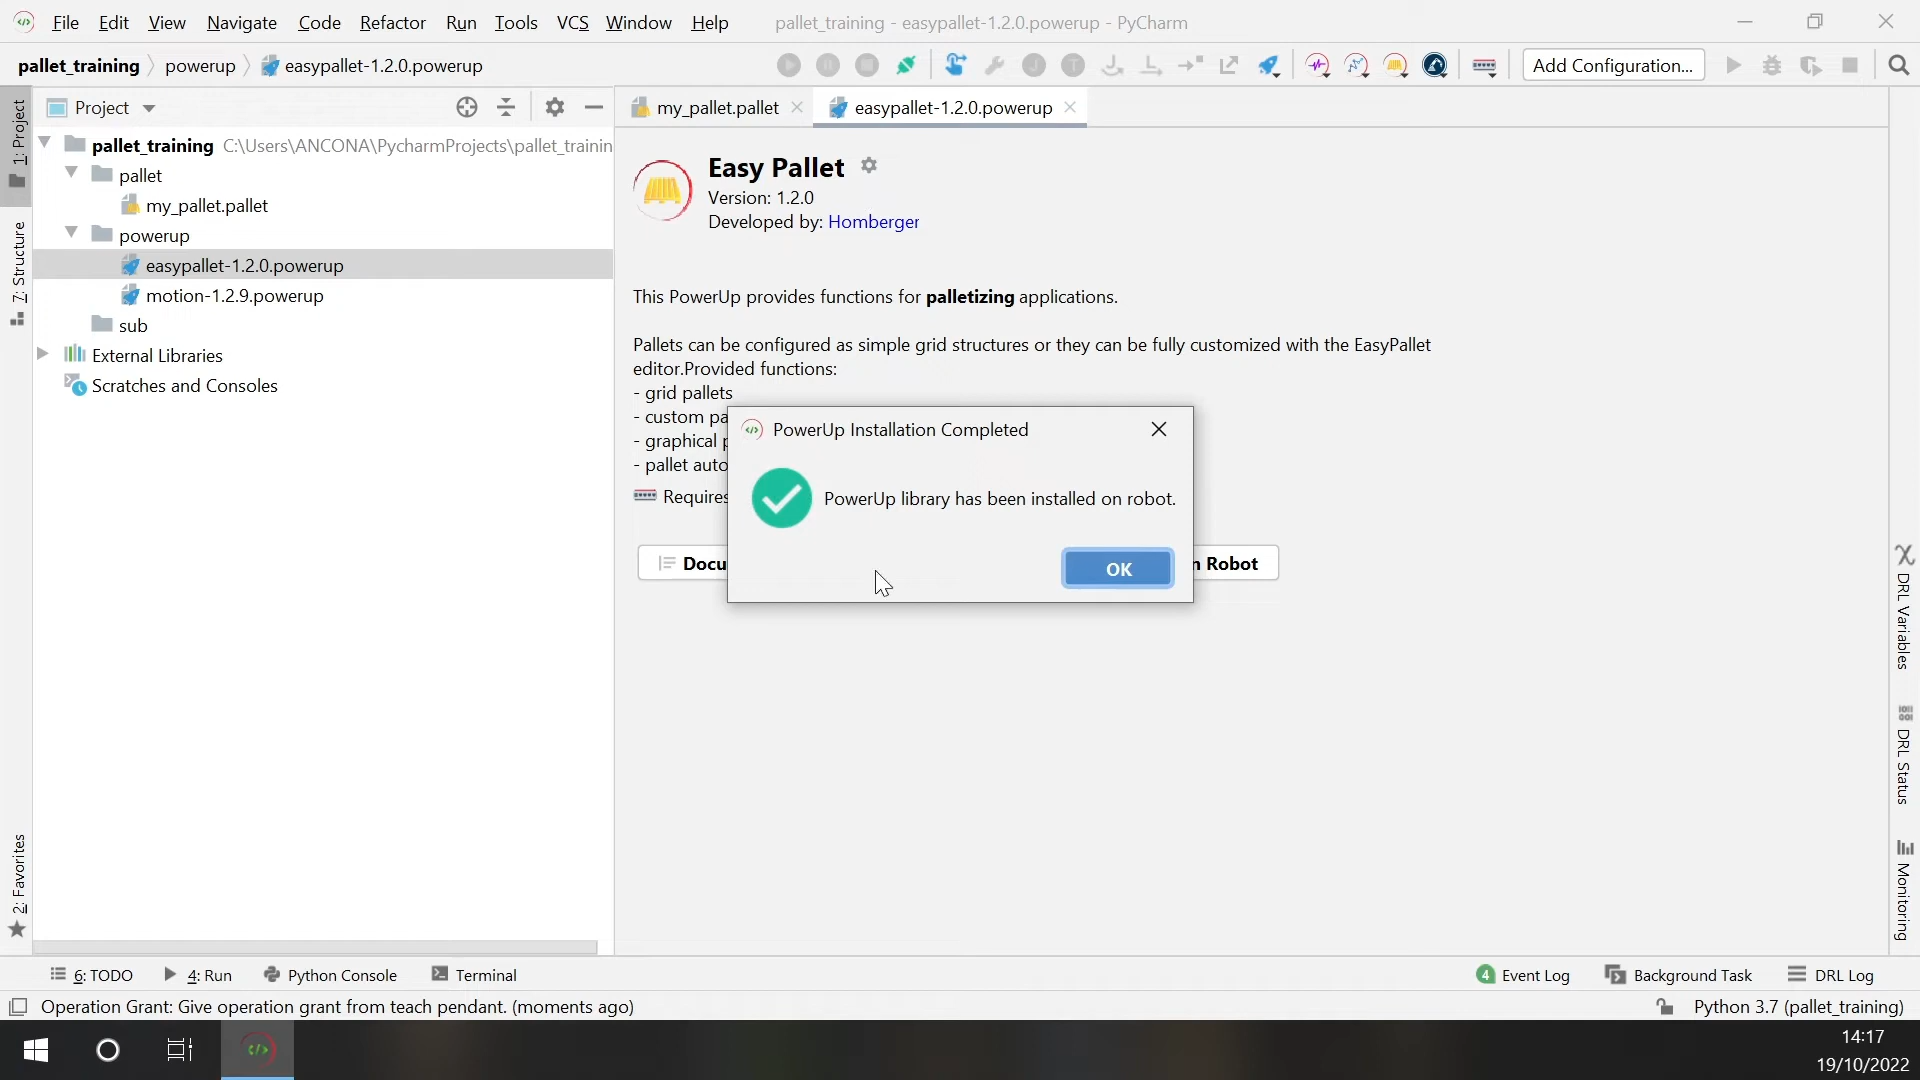 File Edit View Navigate Code Refactor Run Tools VCS Window Help pallet_training - easypallet-1.2.0.powerup - PyCharm
pallet_training powerup easypallet-1.2.0.powerup Add Configuration...
1: Project
7: Structure
2: Favorites
Project
pallet_training C:\Users\ANCONA\PycharmProjects\pallet_trainin
pallet
my_pallet.pallet
powerup
easypallet-1.2.0.powerup
motion-1.2.9.powerup
sub
External Libraries
Scratches and Consoles
my_pallet.pallet easypallet-1.2.0.powerup
Easy Pallet
Version: 1.2.0
Developed by: Homberger
This PowerUp provides functions for palletizing applications.
Pallets can be configured as simple grid structures or they can be fully customized with the EasyPallet
editor.Provided functions:
- grid pallets
- custom pa
- graphical p
- pallet auto
Requires
Docu
n Robot
PowerUp Installation Completed
PowerUp library has been installed on robot.
OK
DRL Variables
DRL Status
Monitoring
6: TODO 4: Run Python Console Terminal 4 Event Log Background Task DRL Log
Operation Grant: Give operation grant from teach pendant. (moments ago) Python 3.7 (pallet_training)
14:17
19/10/2022